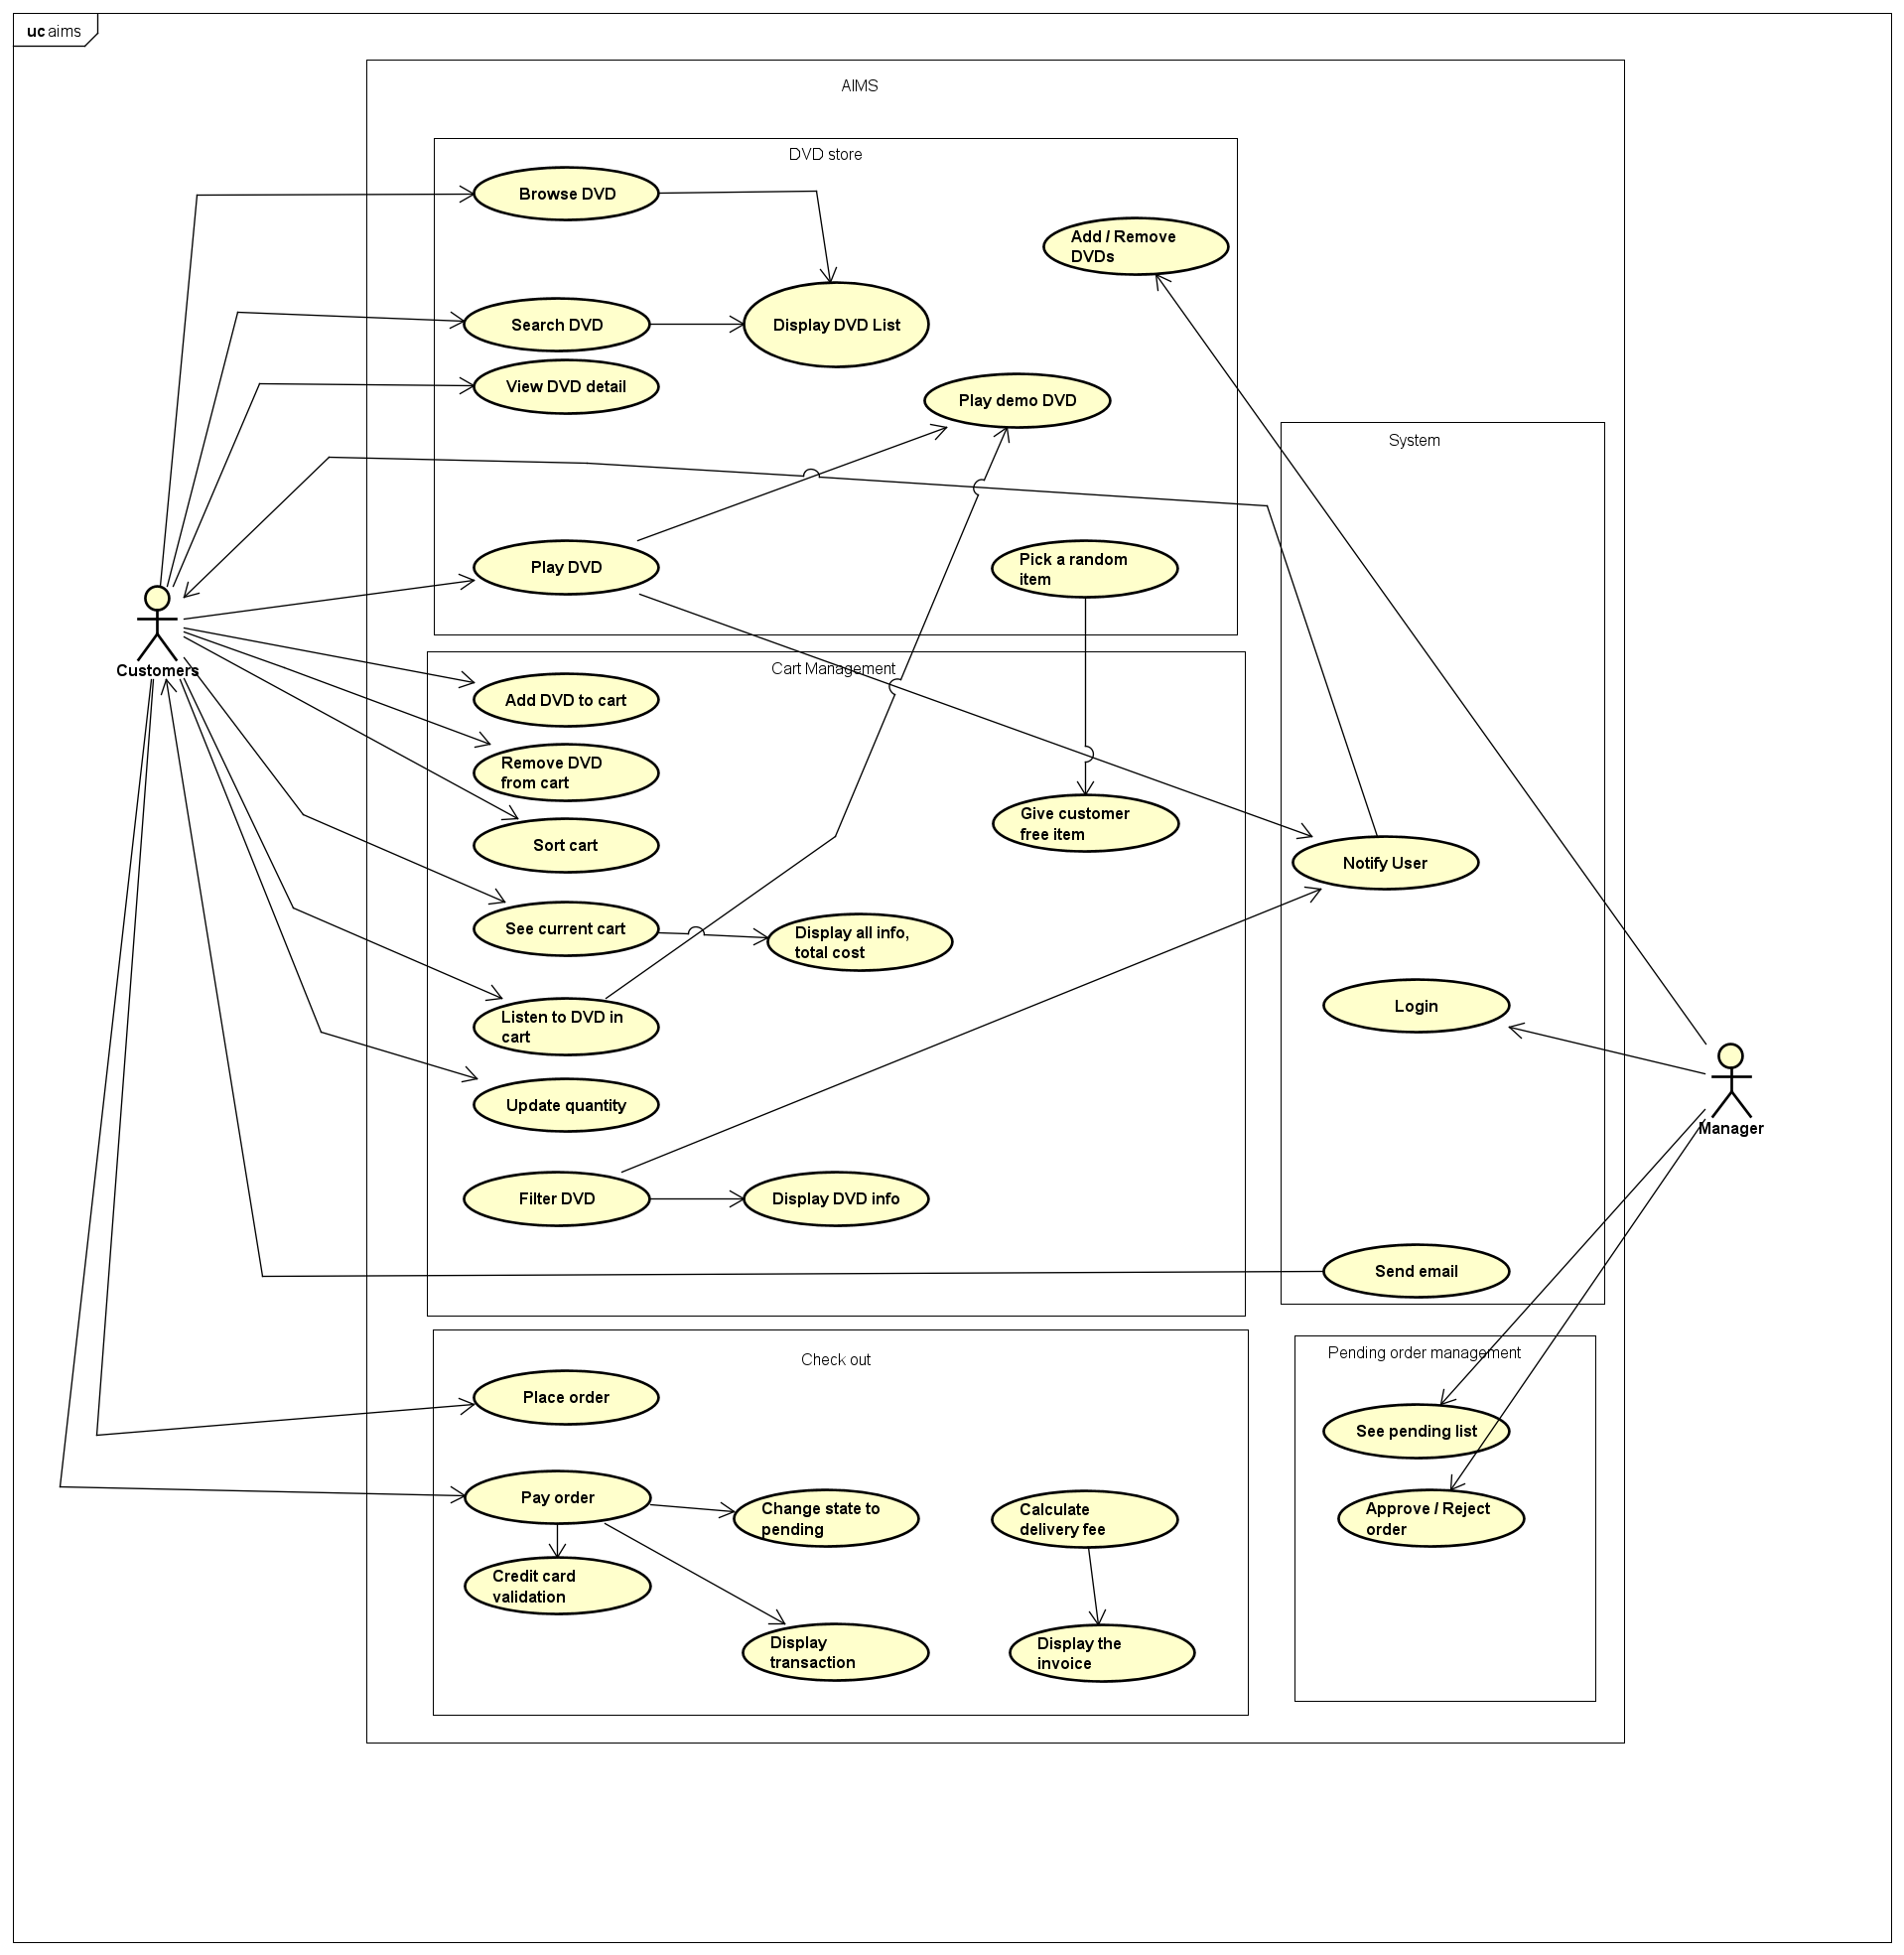 uc aims
AIMS
DVD store
Browse DVD
Add / Remove
DVDs
Search DVD
Display DVD List
View DVD detail
Play demo DVD
System
Play DVD
Pick a random
item
Customers
Cart Management
Add DVD to cart
Remove DVD
from cart
Give customer
free item
Sort cart
Notify User
See current cart
Display all info,
total cost
Listen to DVD in
cart
Login
Update quantity
Manager
Filter DVD
Display DVD info
Send email
Check out
Pending order management
Place order
See pending list
Pay order
Change state to
pending
Calculate
delivery fee
Approve / Reject
order
Credit card
validation
Display
transaction
Display the
invoice